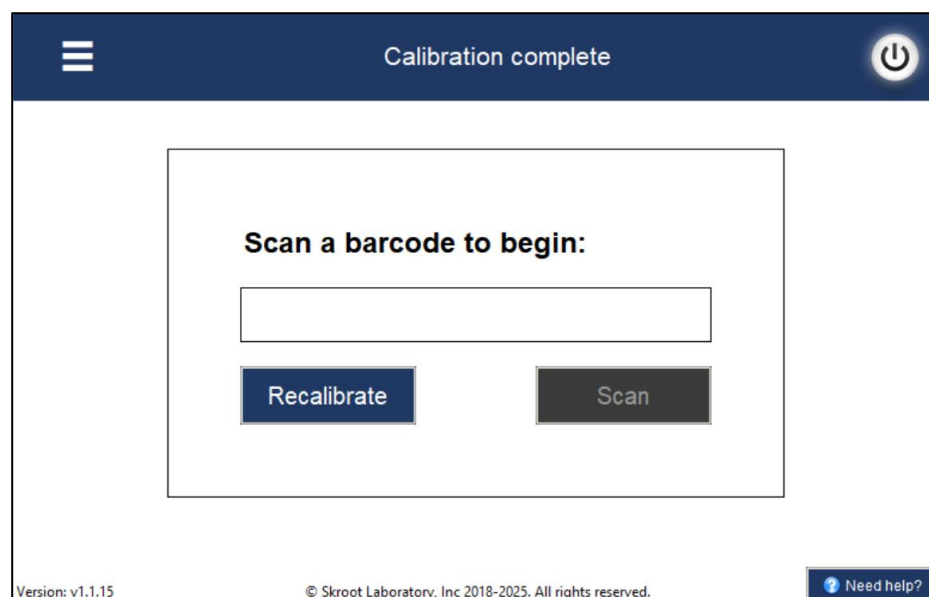 Calibration complete
Scan a barcode to begin:
Recalibrate Scan
Version: v1.1.15 © Skroot Laboratory, Inc 2018-2025. All rights reserved. Need help?